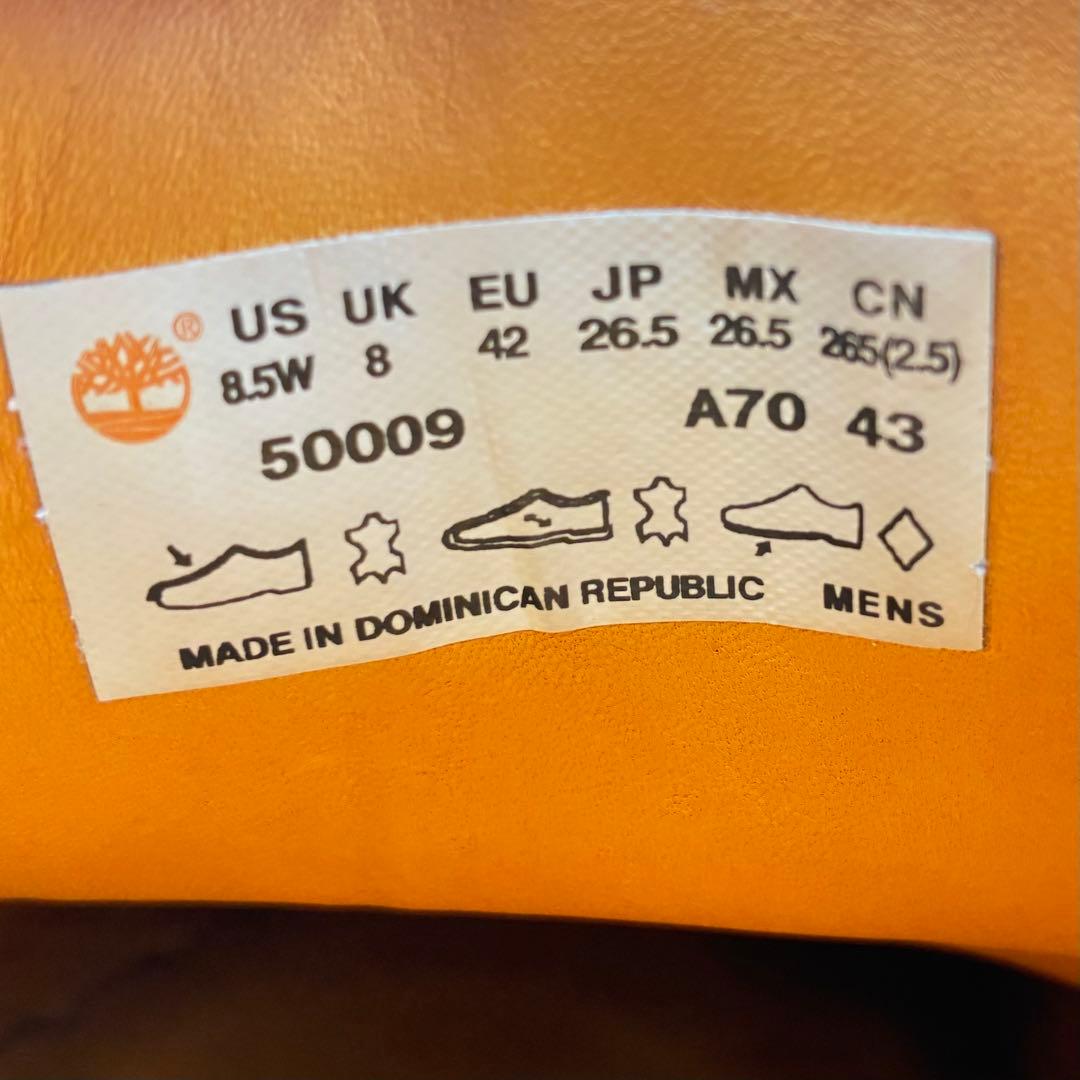 ® US UK EU JP MX CN
8.5W 8 42 26.5 26.5 265(2.5)
50009 A70 43
MADE IN DOMINICAN REPUBLIC MENS